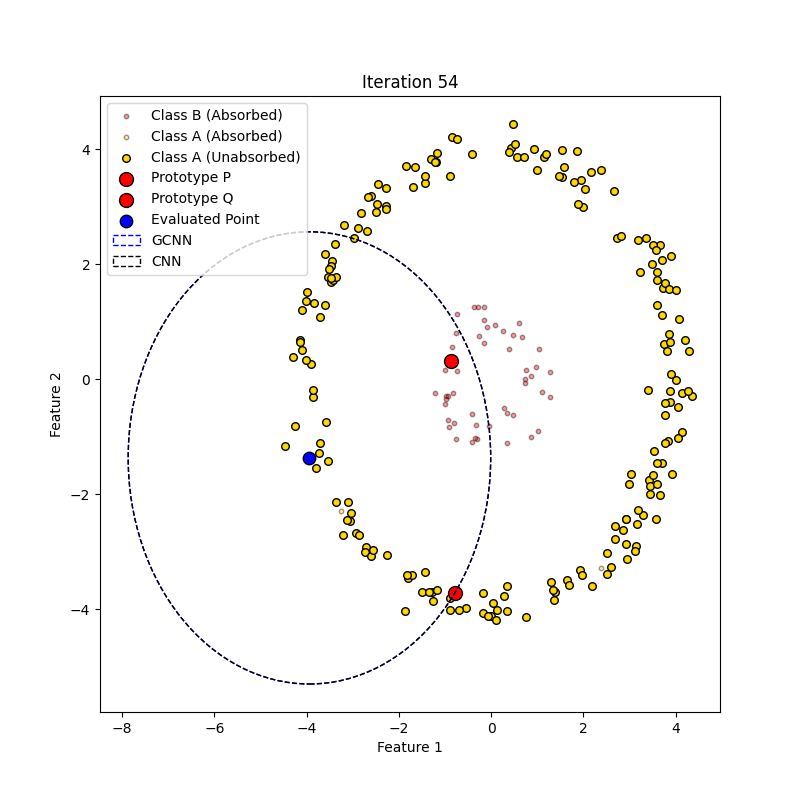 Iteration 54
Class B (Absorbed)
Class A (Absorbed)
Class A (Unabsorbed)
Prototype P
Prototype Q
Evaluated Point
GCNN
CNN
4
2
0
−2
−4
Feature 2
−8 −6 −4 −2 0 2 4
Feature 1